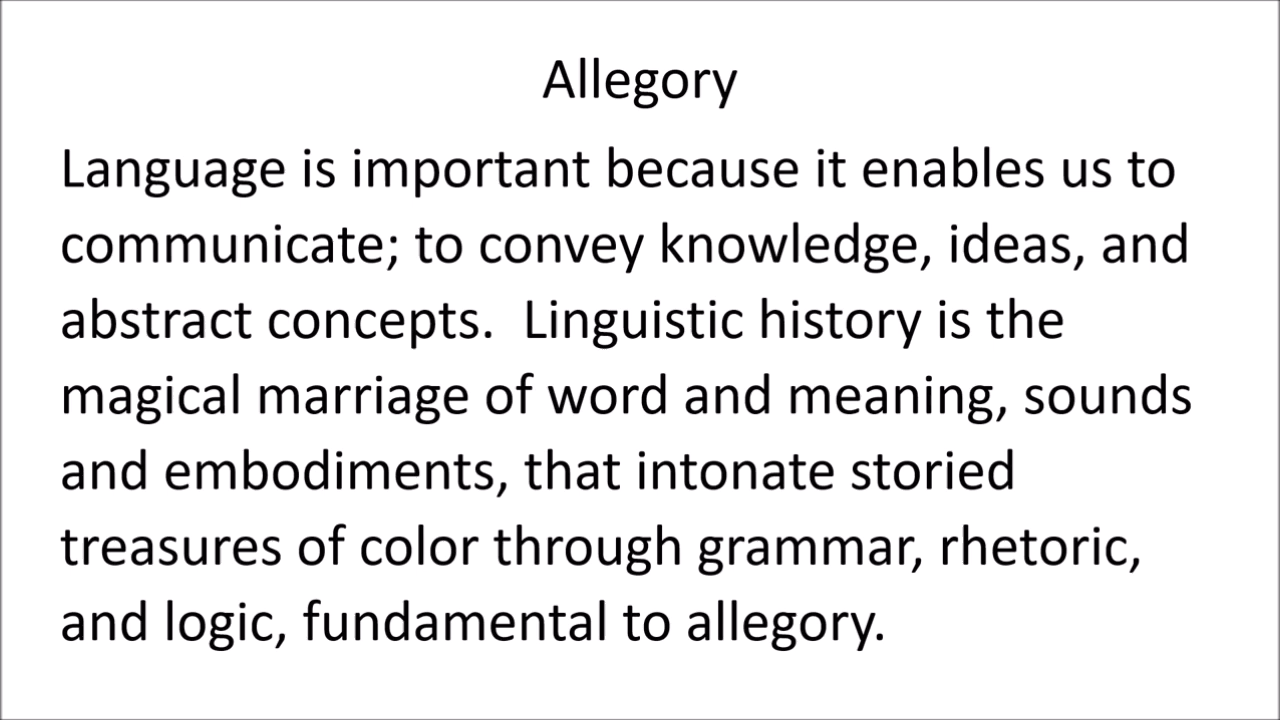 Allegory
Language is important because it enables us to
communicate; to convey knowledge, ideas, and
abstract concepts.  Linguistic history is the
magical marriage of word and meaning, sounds
and embodiments, that intonate storied
treasures of color through grammar, rhetoric,
and logic, fundamental to allegory.